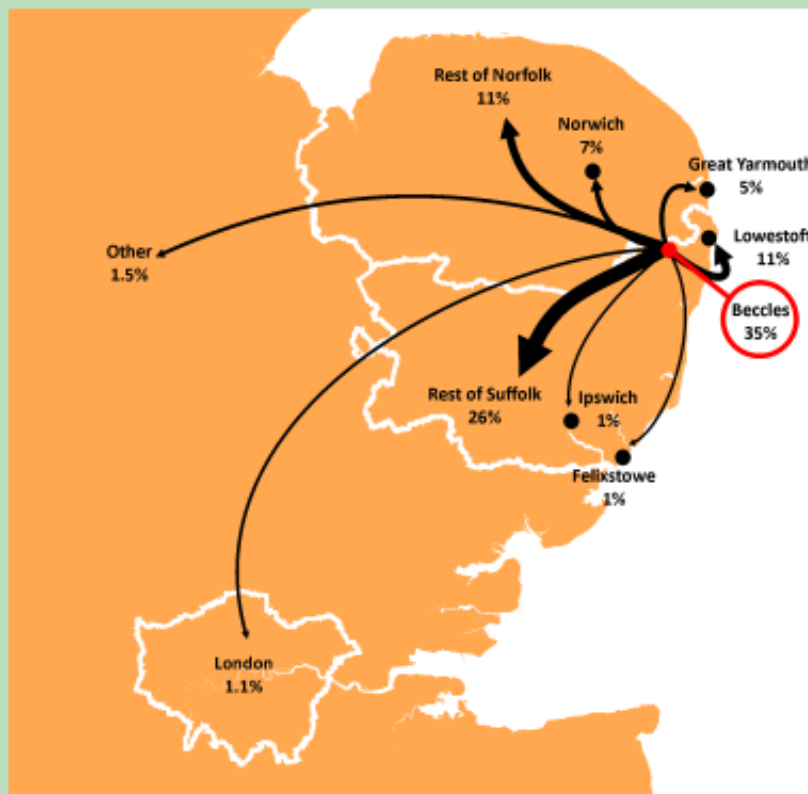 Rest of Norfolk
11%
Norwich
7%
Great Yarmouth
5%
Lowestoft
11%
Other
1.5%
Beccles
35%
Rest of Suffolk
26%
Ipswich
1%
Felixstowe
1%
London
1.1%